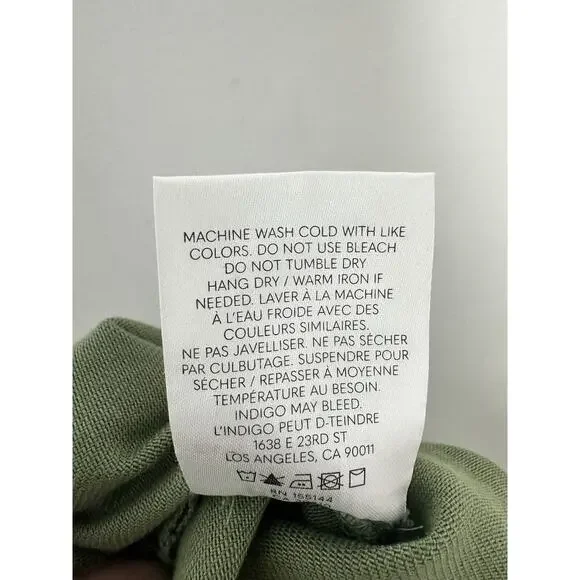 MACHINE WASH COLD WITH LIKE
COLORS. DO NOT USE BLEACH
DO NOT TUMBLE DRY
HANG DRY / WARM IRON IF
NEEDED. LAVER À LA MACHINE
À L'EAU FROIDE AVEC DES
COULEURS SIMILAIRES.
NE PAS JAVELLISER. NE PAS SÉCHER
PAR CULBUTAGE. SUSPENDRE POUR
SÉCHER / REPASSER À MOYENNE
TEMPÉRATURE AU BESOIN.
INDIGO MAY BLEED.
L'INDIGO PEUT D-TEINDRE
1638 E 23RD ST
LOS ANGELES, CA 90011
RN 155144